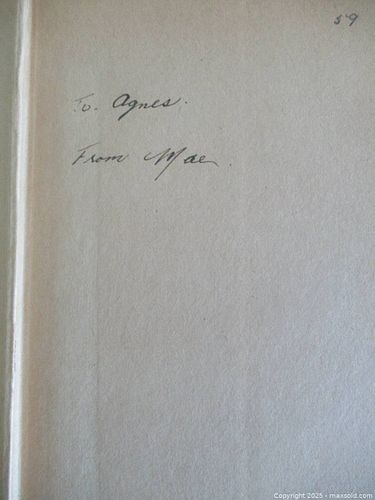 59
To. Agnes.
From Mae.
Copyright 2025 - maxsold.com